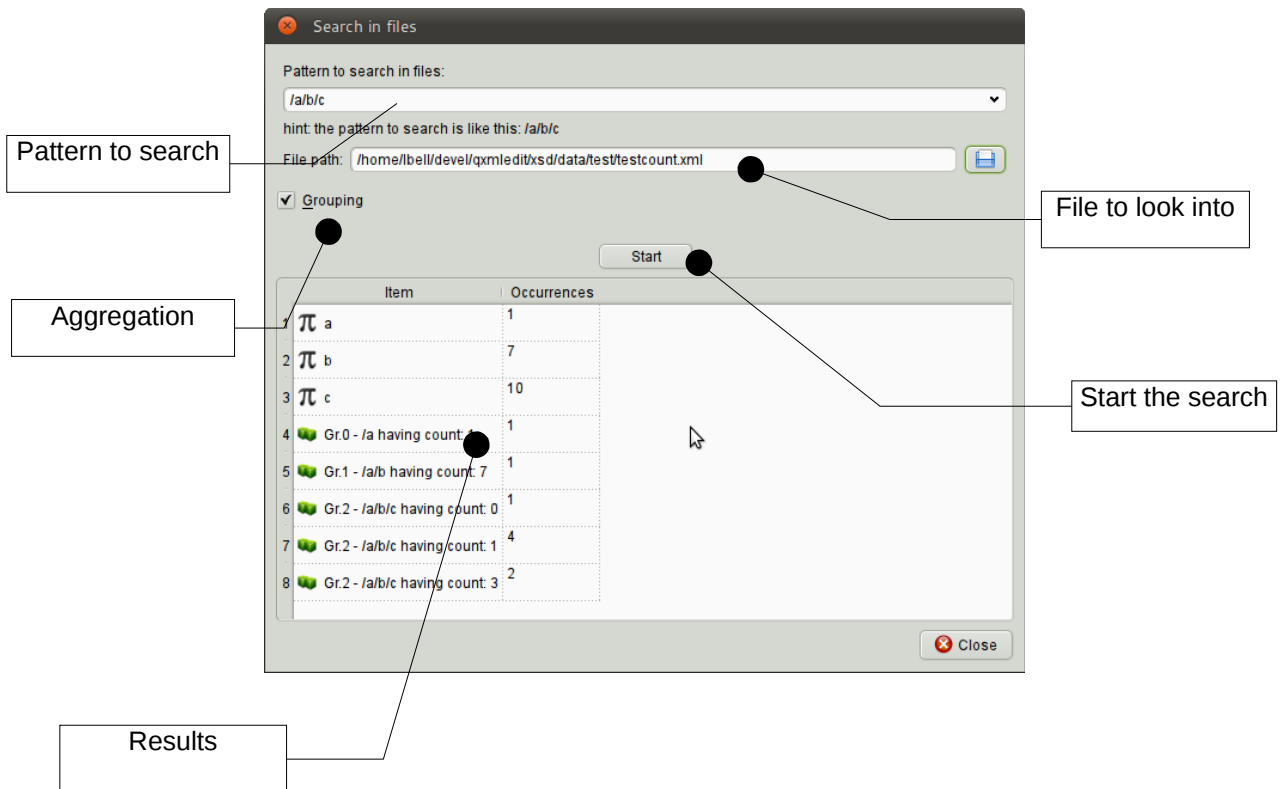 Search in files
Pattern to search in files:
/a/b/c
hint: the pattern to search is like this: /a/b/c
Pattern to search
File path: /home/lbell/devel/qxmledit/xsd/data/test/testcount.xml
Grouping
File to look into
Start
Item Occurrences
Aggregation
1 π a 1
2 π b 7
3 π c 10
Start the search
4 Gr.0 - /a having count: 1
5 Gr.1 - /a/b having count: 7 1
6 Gr.2 - /a/b/c having count: 0 1
7 Gr.2 - /a/b/c having count: 1 4
8 Gr.2 - /a/b/c having count: 3 2
Close
Results